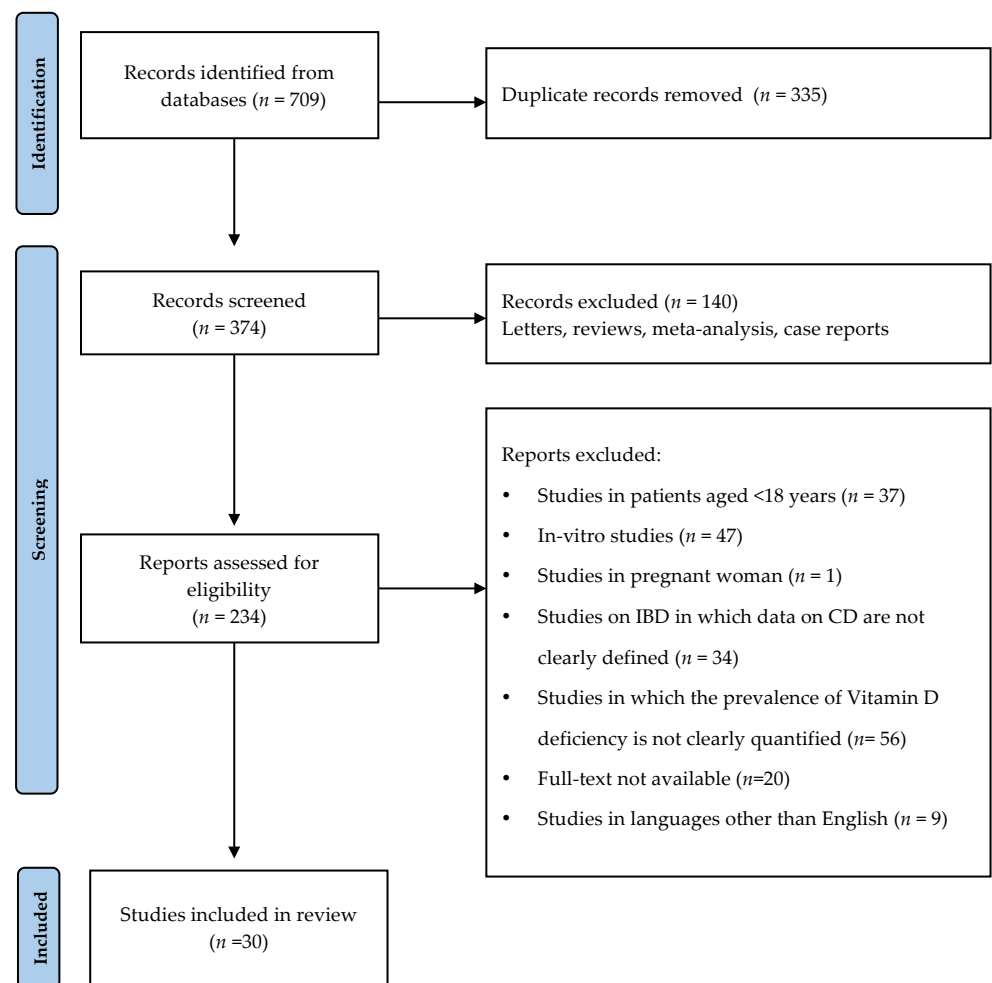 Identification
Records identified from
databases (n = 709)
Duplicate records removed (n = 335)
Screening
Records screened
(n = 374)
Records excluded (n = 140)
Letters, reviews, meta-analysis, case reports
Reports assessed for
eligibility
(n = 234)
Reports excluded:
• Studies in patients aged <18 years (n = 37)
• In-vitro studies (n = 47)
• Studies in pregnant woman (n = 1)
• Studies on IBD in which data on CD are not
clearly defined (n = 34)
• Studies in which the prevalence of Vitamin D
deficiency is not clearly quantified (n= 56)
• Full-text not available (n=20)
• Studies in languages other than English (n = 9)
Included
Studies included in review
(n =30)